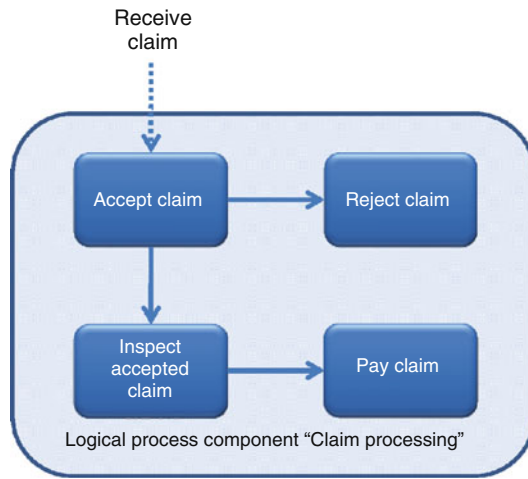 Receive
claim
Accept claim
Reject claim
Inspect
accepted
claim
Pay claim
Logical process component “Claim processing”